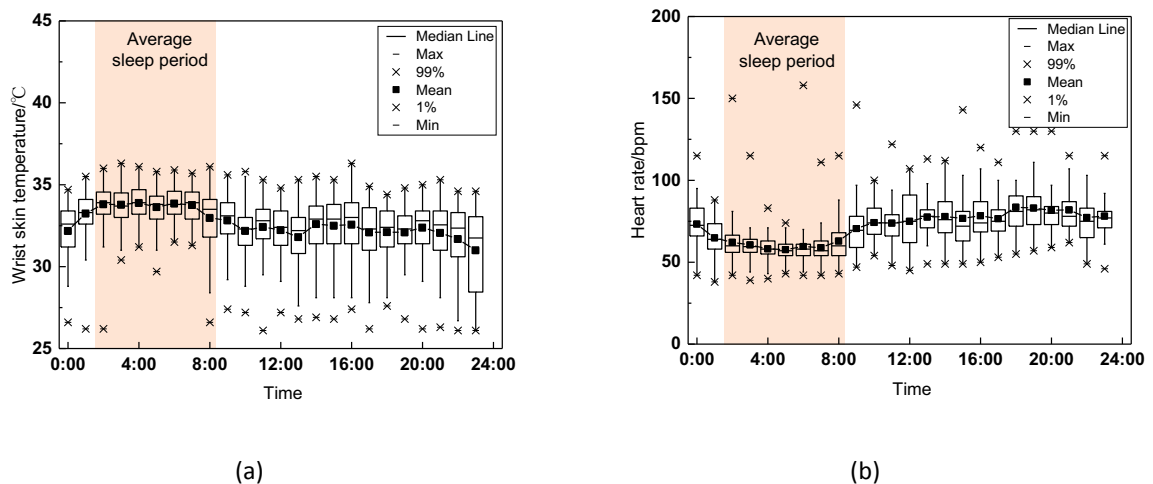 45
40
35
30
25
Wrist skin temperature/℃
Average
sleep period
Median Line
Max
99%
Mean
1%
Min
0:00 4:00 8:00 12:00 16:00 20:00 24:00
Time
(a)
200
150
100
50
0
Heart rate/bpm
Average
sleep period
Median Line
Max
99%
Mean
1%
Min
0:00 4:00 8:00 12:00 16:00 20:00 24:00
Time
(b)